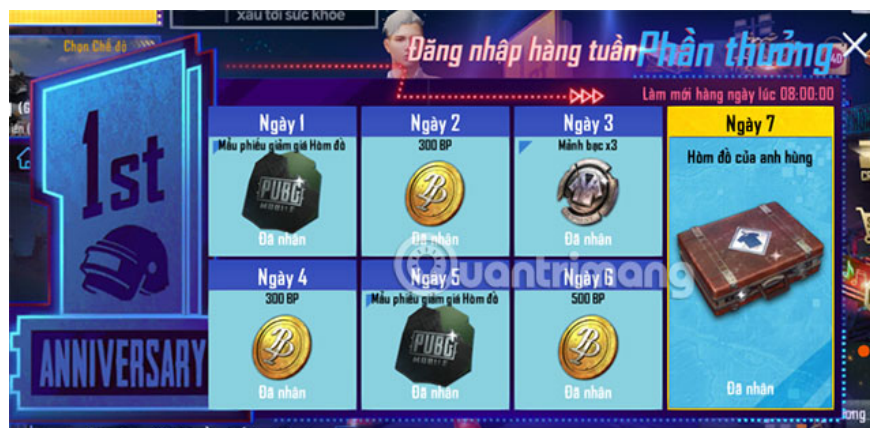 xấu tới sức khỏe
Chọn Chế độ
Đăng nhập hàng tuần
Phần thưởng
Làm mới hàng ngày lúc 08:00:00
1st
ANNIVERSARY
Ngày 1
Mẩu phiếu giảm giá Hòm đồ
PUBG
MOBILE
Đã nhận
Ngày 2
300 BP
Đã nhận
Ngày 3
Mảnh bạc x3
Đã nhận
Ngày 7
Hòm đồ của anh hùng
Đã nhận
Ngày 4
300 BP
Đã nhận
Ngày 5
Mẩu phiếu giảm giá Hòm đồ
PUBG
MOBILE
Đã nhận
Ngày 6
500 BP
Đã nhận
Quantrimang